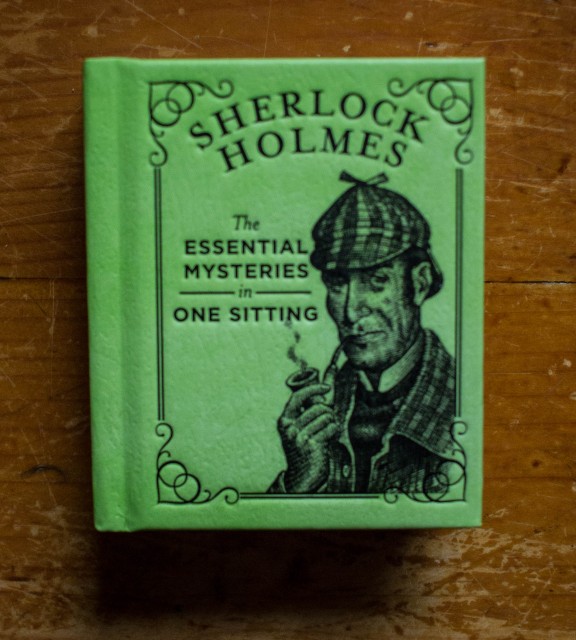 SHERLOCK
HOLMES
The
ESSENTIAL
MYSTERIES
in
ONE SITTING